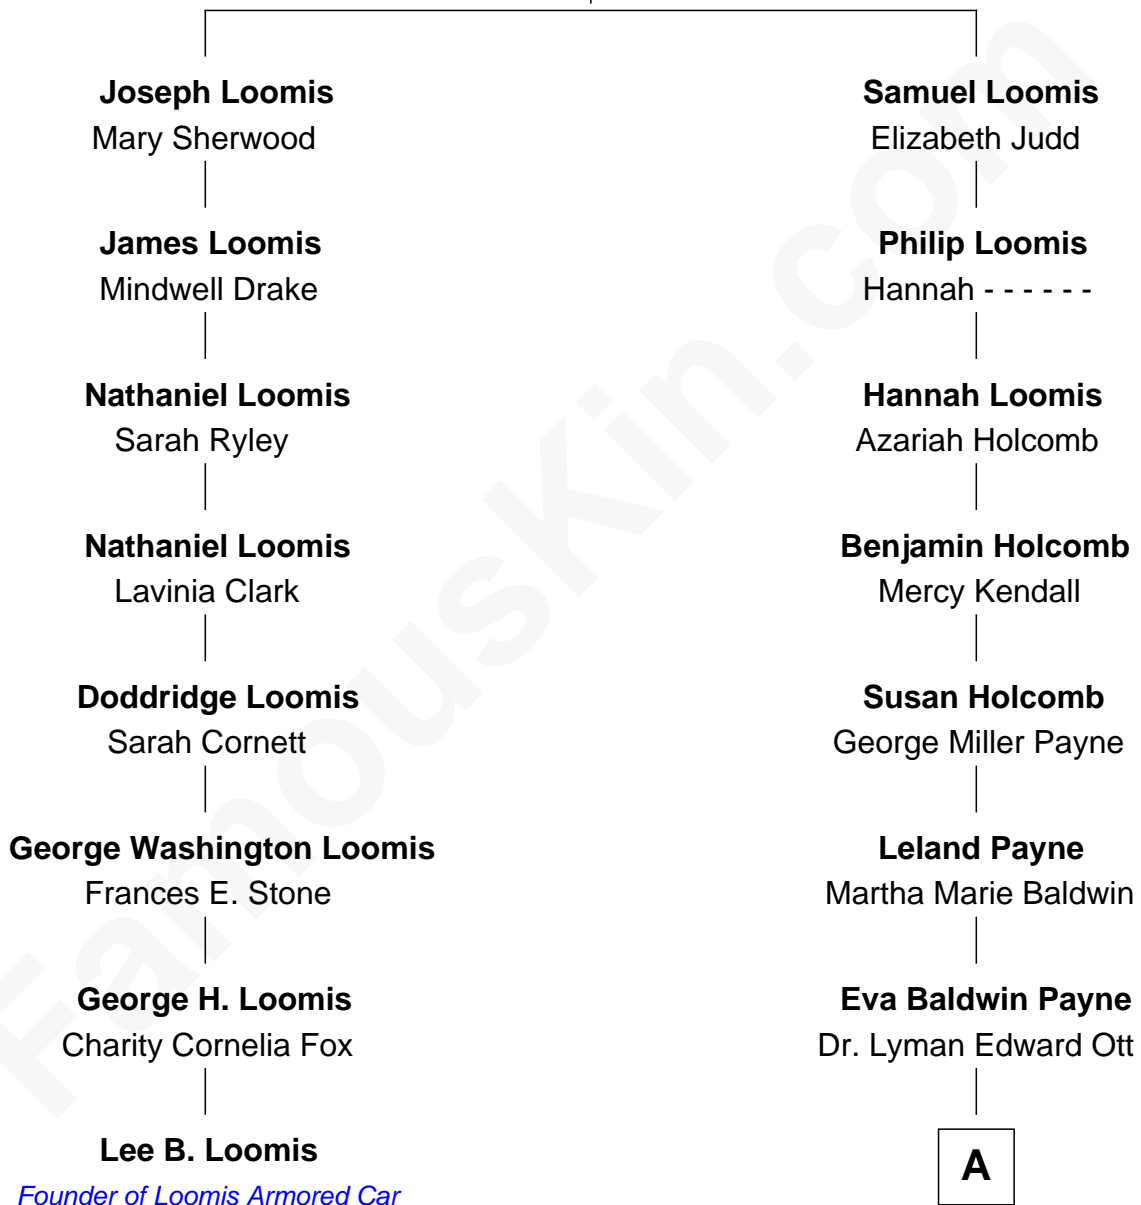 Joseph Loomis
Mary Sherwood
James Loomis
Mindwell Drake
Nathaniel Loomis
Sarah Ryley
Nathaniel Loomis
Lavinia Clark
Doddridge Loomis
Sarah Cornett
George Washington Loomis
Frances E. Stone
George H. Loomis
Charity Cornelia Fox
Lee B. Loomis
Founder of Loomis Armored Car
Samuel Loomis
Elizabeth Judd
Philip Loomis
Hannah - - - - - -
Hannah Loomis
Azariah Holcomb
Benjamin Holcomb
Mercy Kendall
Susan Holcomb
George Miller Payne
Leland Payne
Martha Marie Baldwin
Eva Baldwin Payne
Dr. Lyman Edward Ott
A
FamousKin.com